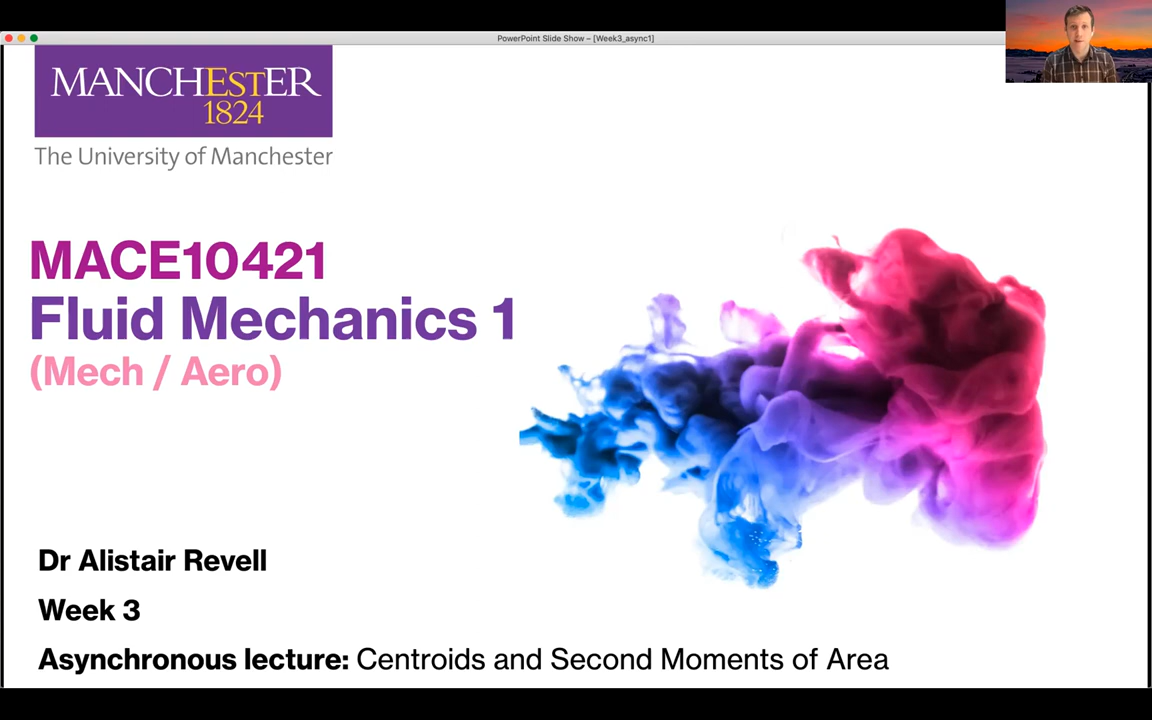 PowerPoint Slide Show – [Week3_async1]
MANCHESTER
1824
The University of Manchester
MACE10421
Fluid Mechanics 1
(Mech / Aero)
Dr Alistair Revell
Week 3
Asynchronous lecture: Centroids and Second Moments of Area